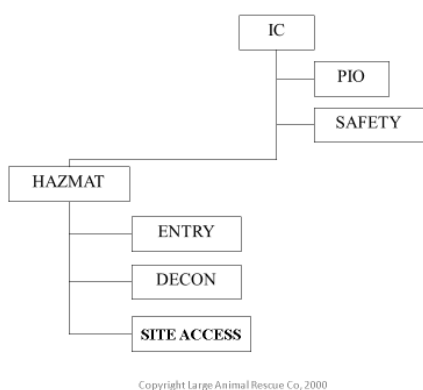 IC
PIO
SAFETY
HAZMAT
ENTRY
DECON
SITE ACCESS
Copyright Large Animal Rescue Co, 2000